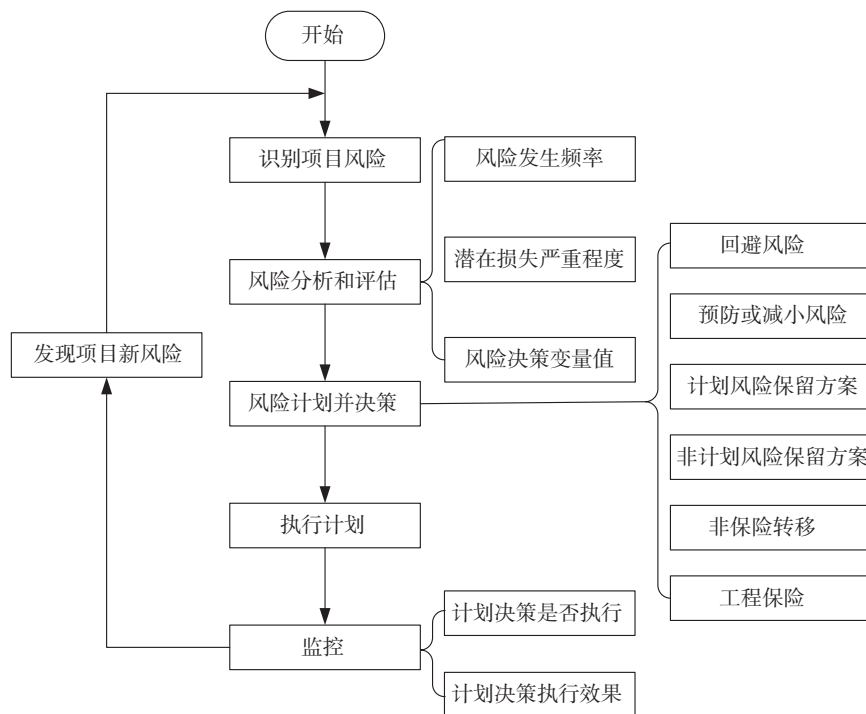 开始
识别项目风险
风险发生频率
潜在损失严重程度
回避风险
风险分析和评估
预防或减小风险
发现项目新风险
风险决策变量值
计划风险保留方案
风险计划并决策
非计划风险保留方案
执行计划
非保险转移
计划决策是否执行
工程保险
监控
计划决策执行效果